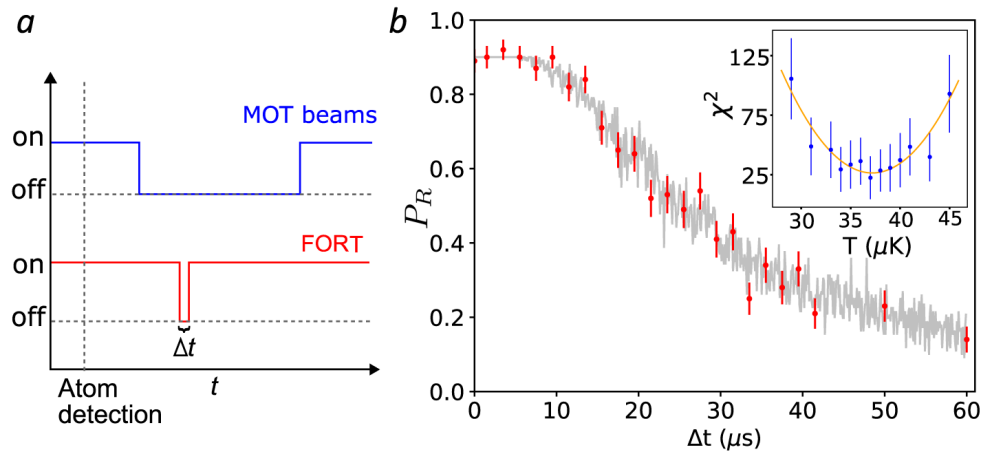 a
on
MOT beams
off
on
FORT
off
Δt
Atom
detection
t
b
1.0
0.8
0.6
0.4
0.2
0.0
P_R
0
10
20
30
40
50
60
Δt (μs)
125
75
25
χ²
30
35
40
45
T (μK)